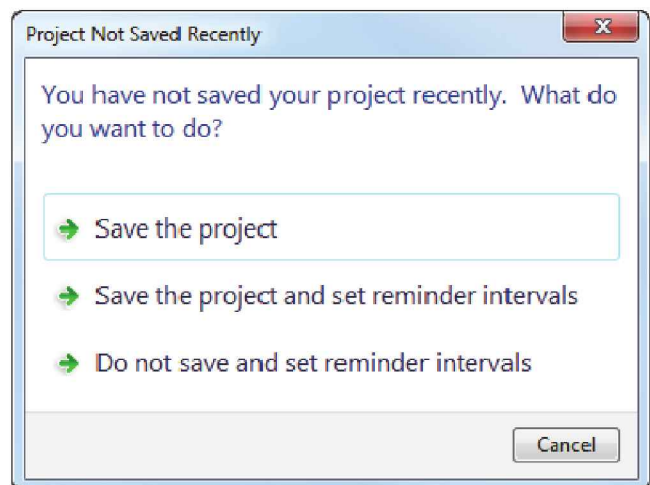 Project Not Saved Recently
You have not saved your project recently.  What do
you want to do?
Save the project
Save the project and set reminder intervals
Do not save and set reminder intervals
Cancel